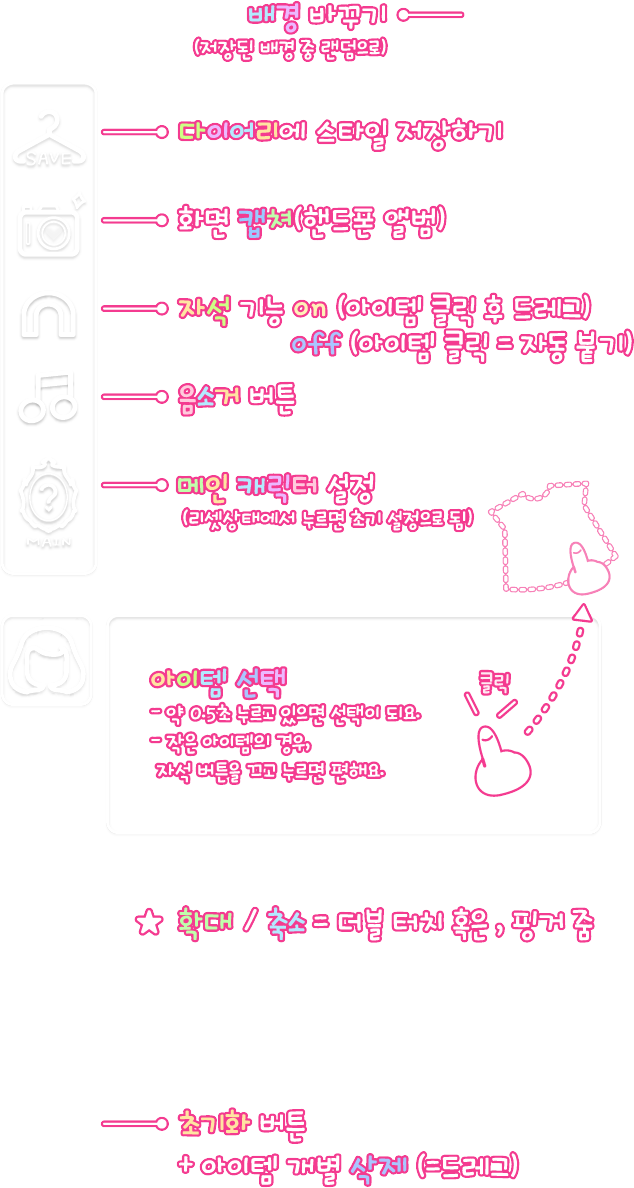 배경 바꾸기
(저장된 배경 중 랜덤으로)
SAVE
다이어리에 스타일 저장하기
화면 캡쳐(핸드폰 앨범)
자석 기능 on (아이템 클릭 후 드레그)
off (아이템 클릭 = 자동 붙기)
음소거 버튼
?
MAIN
메인 캐릭터 설정
(리셋상태에서 누르면 초기 설정으로 됨!)
아이템 선택
- 약 0.5초 누르고 있으면 선택이 되요.
- 작은 아이템의 경우,
자석 버튼을 끄고 누르면 편해요.
클릭
★ 확대 / 축소 = 더블 터치 혹은 , 핑거 줌
초기화 버튼
+ 아이템 개별 삭제 (=드레그)